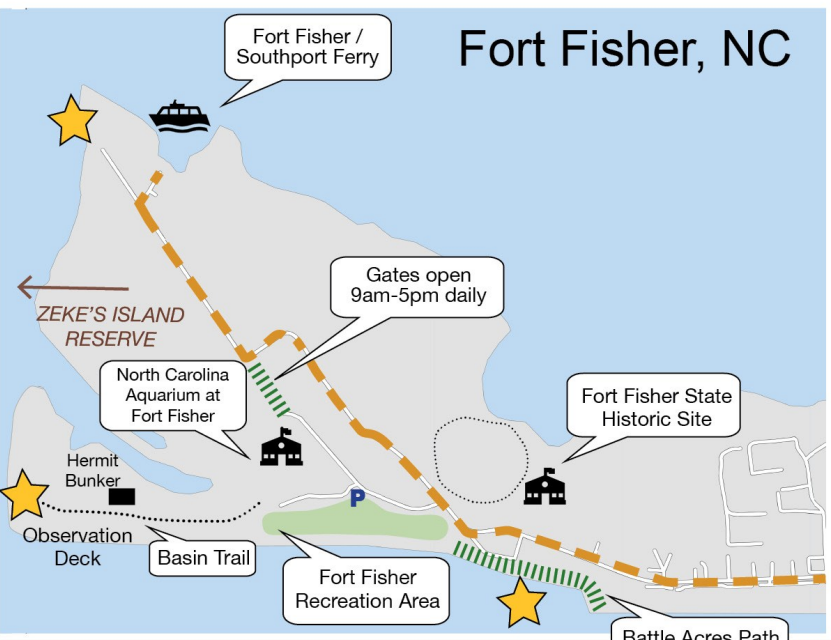 Fort Fisher, NC
Fort Fisher /
Southport Ferry
Gates open
9am-5pm daily
ZEKE'S ISLAND
RESERVE
North Carolina
Aquarium at
Fort Fisher
Fort Fisher State
Historic Site
Hermit
Bunker
P
Observation
Deck
Basin Trail
Fort Fisher
Recreation Area
Battle Acres Path